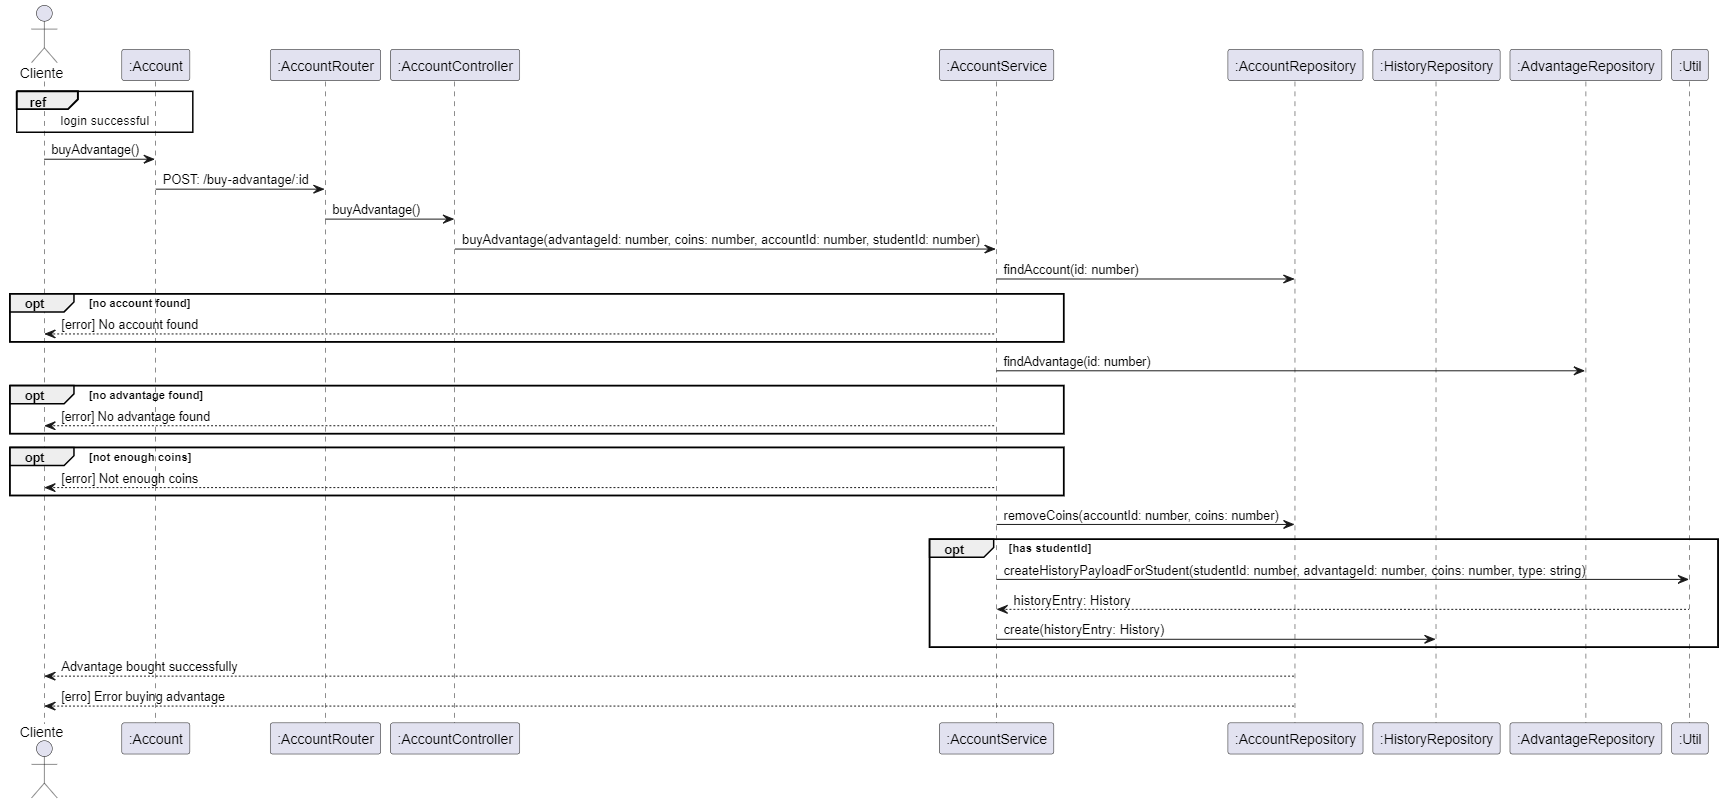 Cliente
:Account
:AccountRouter
:AccountController
:AccountService
:AccountRepository
:HistoryRepository
:AdvantageRepository
:Util
ref
login successful
buyAdvantage()
POST: /buy-advantage/:id
buyAdvantage()
buyAdvantage(advantageId: number, coins: number, accountId: number, studentId: number)
findAccount(id: number)
opt [no account found]
[error] No account found
findAdvantage(id: number)
opt [no advantage found]
[error] No advantage found
opt [not enough coins]
[error] Not enough coins
removeCoins(accountId: number, coins: number)
opt [has studentId]
createHistoryPayloadForStudent(studentId: number, advantageId: number, coins: number, type: string)
historyEntry: History
create(historyEntry: History)
Advantage bought successfully
[erro] Error buying advantage
Cliente
:Account
:AccountRouter
:AccountController
:AccountService
:AccountRepository
:HistoryRepository
:AdvantageRepository
:Util